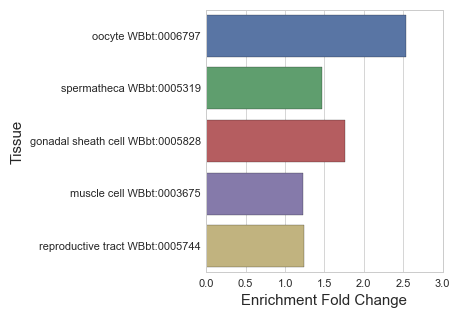 Tissue
oocyte WBbt:0006797
spermatheca WBbt:0005319
gonadal sheath cell WBbt:0005828
muscle cell WBbt:0003675
reproductive tract WBbt:0005744
0.0 0.5 1.0 1.5 2.0 2.5 3.0
Enrichment Fold Change